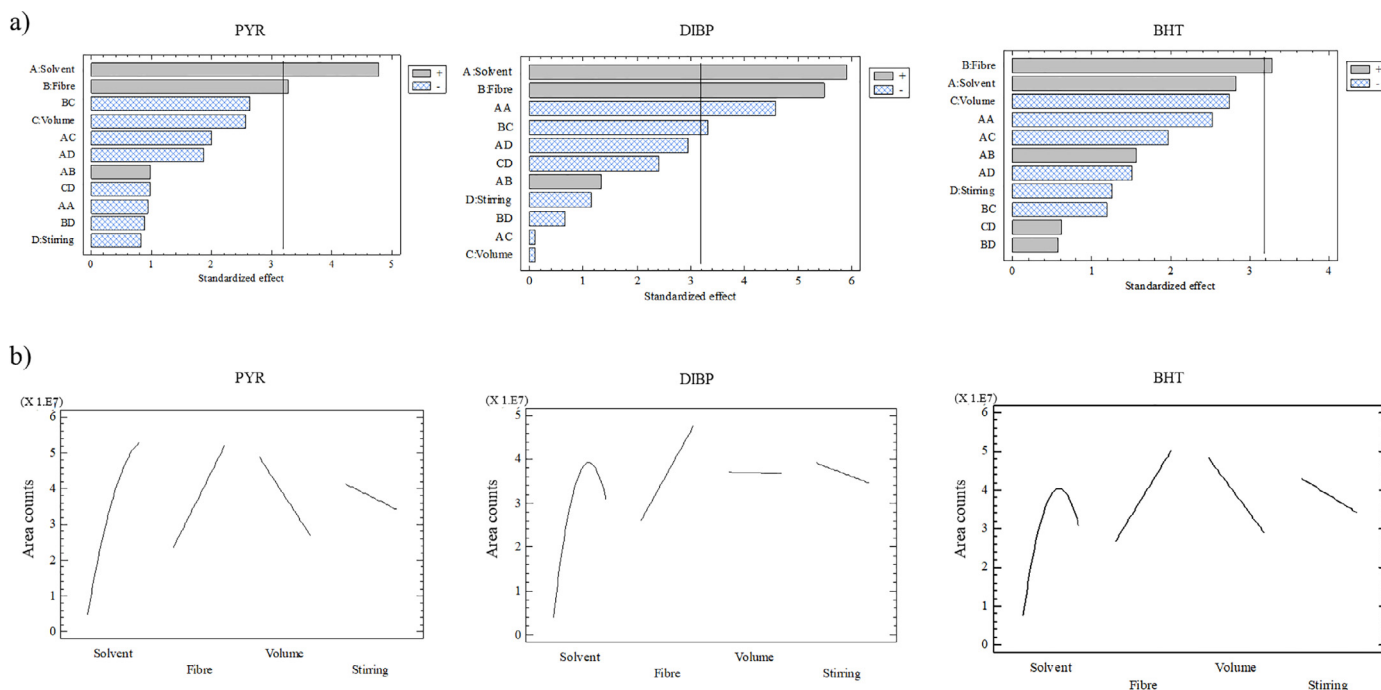 a)
PYR
A:Solvent
B:Fibre
BC
C:Volume
AC
AD
AB
CD
AA
BD
D:Stirring
0 1 2 3 4 5
Standardized effect
+
-
DIBP
A:Solvent
B:Fibre
AA
BC
AD
CD
AB
D:Stirring
BD
AC
C:Volume
0 1 2 3 4 5 6
Standardized effect
+
-
BHT
B:Fibre
A:Solvent
C:Volume
AA
AC
AB
AD
D:Stirring
BC
CD
BD
0 1 2 3 4
Standardized effect
+
-
b)
PYR
(X 1.E7)
Area counts
6
5
4
3
2
1
0
Solvent
Fibre
Volume
Stirring
DIBP
(X 1.E7)
Area counts
5
4
3
2
1
0
Solvent
Fibre
Volume
Stirring
BHT
(X 1.E7)
Area counts
6
5
4
3
2
1
0
Solvent
Fibre
Volume
Stirring